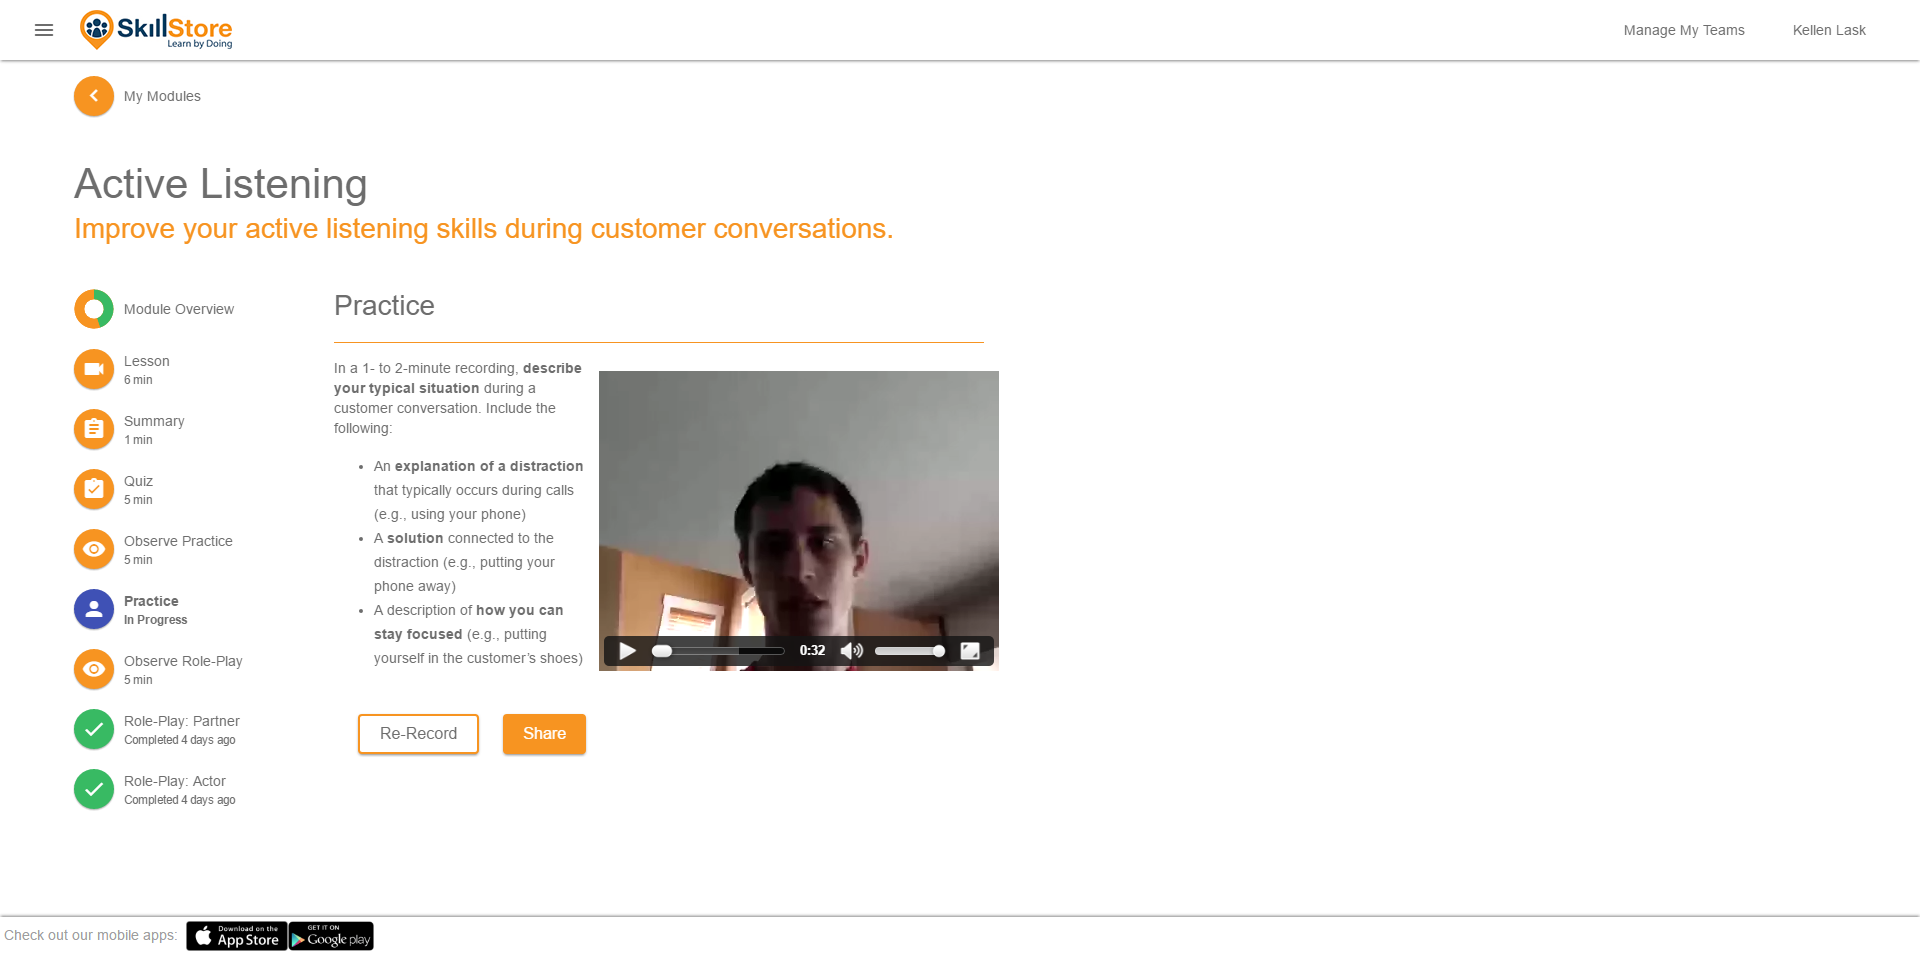 SkillStore
Learn by Doing
Manage My Teams
Kellen Lask
My Modules
Active Listening
Improve your active listening skills during customer conversations.
Module Overview
Lesson
6 min
Summary
1 min
Quiz
5 min
Observe Practice
5 min
Practice
In Progress
Observe Role-Play
5 min
Role-Play: Partner
Completed 4 days ago
Role-Play: Actor
Completed 4 days ago
Practice
In a 1- to 2-minute recording, describe
your typical situation during a
customer conversation. Include the
following:
• An explanation of a distraction
that typically occurs during calls
(e.g., using your phone)
• A solution connected to the
distraction (e.g., putting your
phone away)
• A description of how you can
stay focused (e.g., putting
yourself in the customer’s shoes)
0:32
Re-Record
Share
Check out our mobile apps:
Download on the
App Store
GET IT ON
Google play